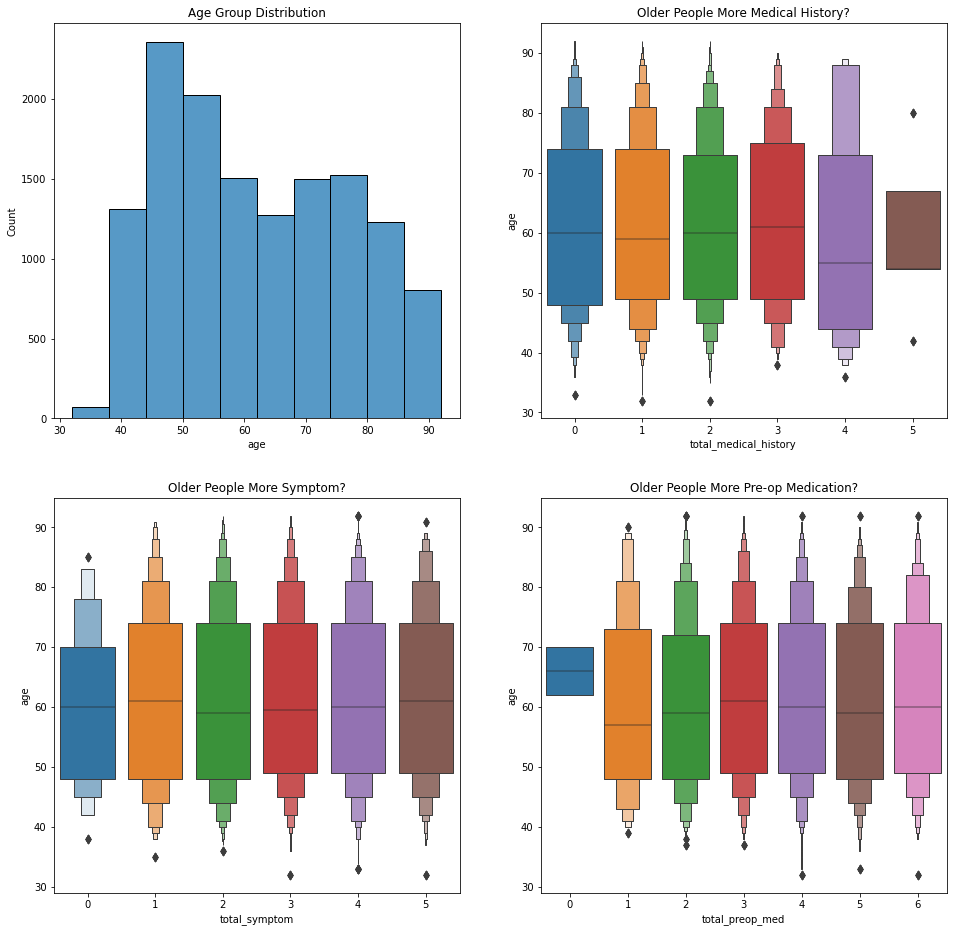 Age Group Distribution
2000
1500
1000
500
0
Count
30 40 50 60 70 80 90
age
Older People More Medical History?
90
80
70
60
50
40
30
age
0 1 2 3 4 5
total_medical_history
Older People More Symptom?
90
80
70
60
50
40
30
age
0 1 2 3 4 5
total_symptom
Older People More Pre-op Medication?
90
80
70
60
50
40
30
age
0 1 2 3 4 5 6
total_preop_med